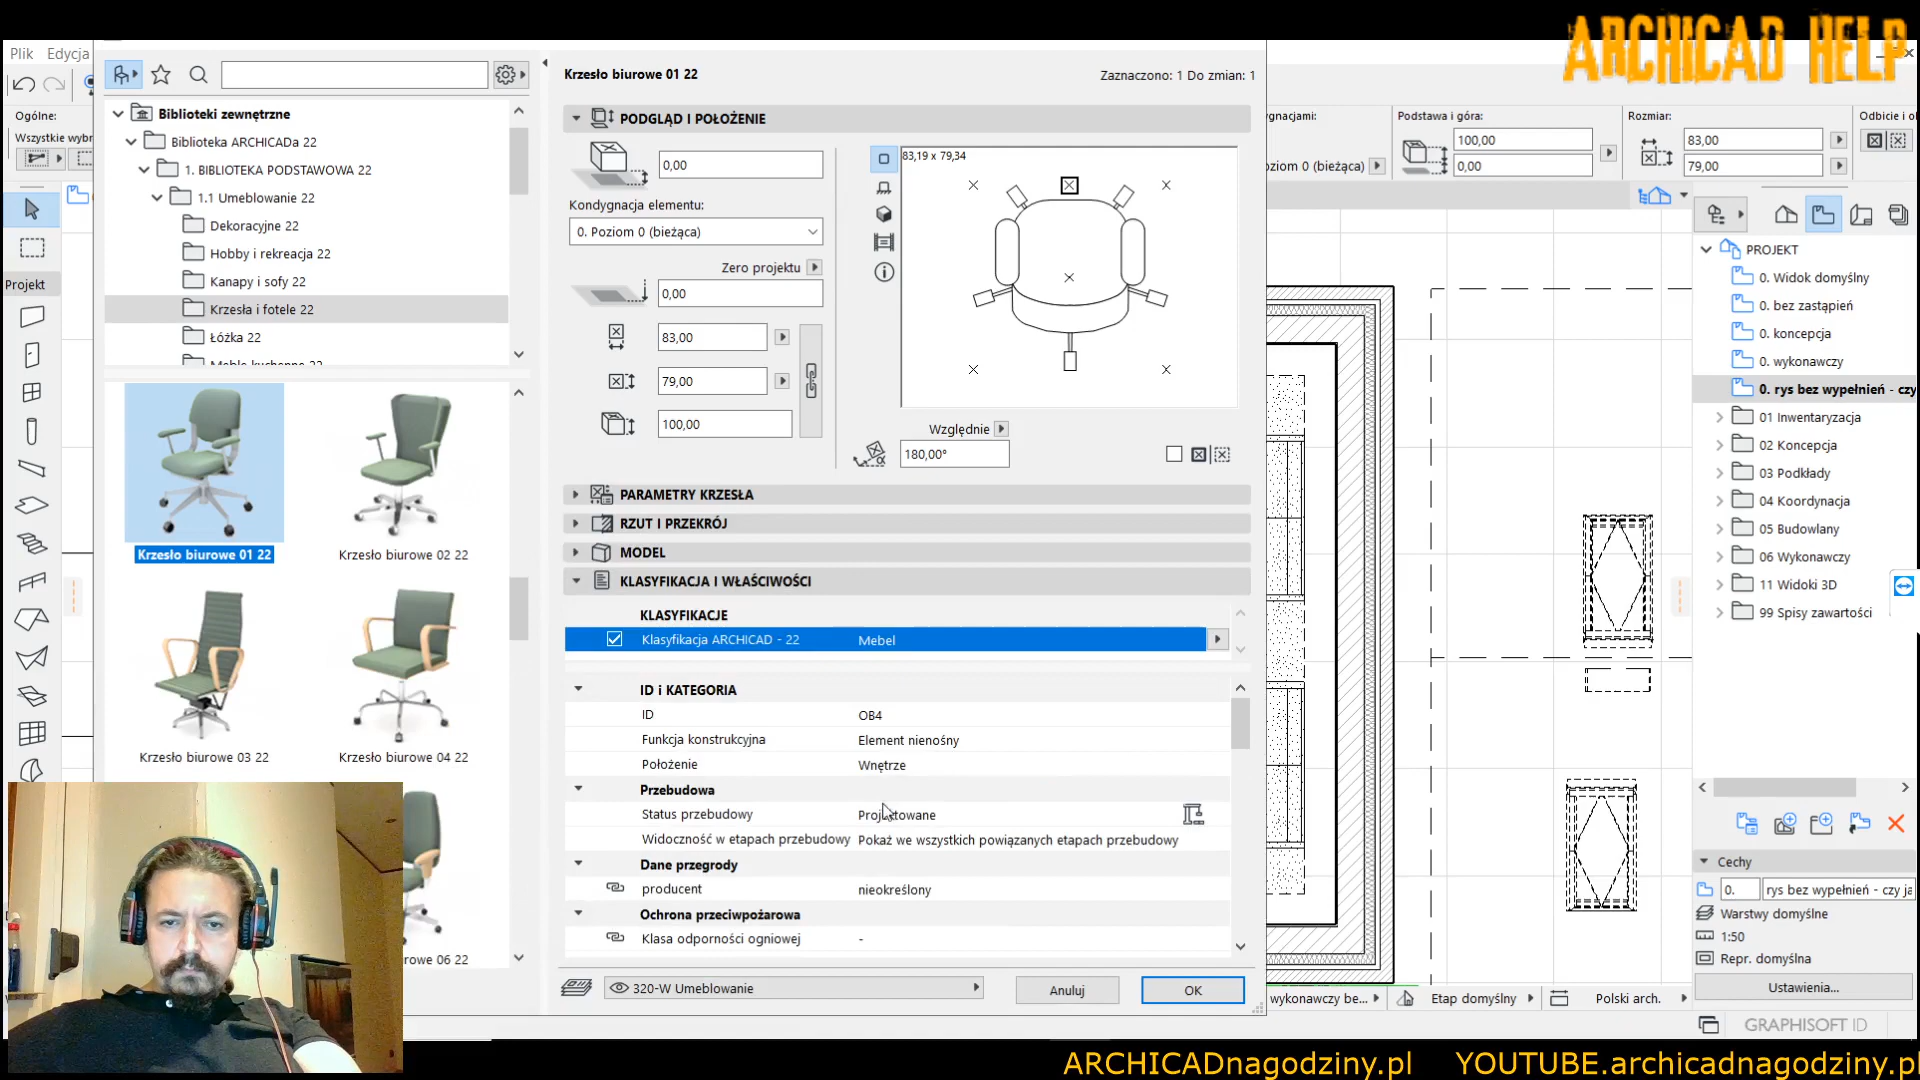 ARCHICAD HELP
Plik Edycja
Ogólne:
Wszystkie wybr
Projekt
Biblioteki zewnętrzne
Biblioteka ARCHICADa 22
1. BIBLIOTEKA PODSTAWOWA 22
1.1 Umeblowanie 22
Dekoracyjne 22
Hobby i rekreacja 22
Kanapy i sofy 22
Krzesła i fotele 22
Łóżka 22
Meble kuchenne 22
Krzesło biurowe 01 22
Krzesło biurowe 02 22
Krzesło biurowe 03 22
Krzesło biurowe 04 22
rowe 06 22
Krzesło biurowe 01 22
Zaznaczono: 1 Do zmian: 1
PODGLĄD I POŁOŻENIE
0,00
Kondygnacja elementu:
0. Poziom 0 (bieżąca)
Zero projektu
0,00
83,00
79,00
100,00
83,19 x 79,34
Względnie
180,00°
PARAMETRY KRZESŁA
RZUT I PRZEKRÓJ
MODEL
KLASYFIKACJA I WŁAŚCIWOŚCI
KLASYFIKACJE
Klasyfikacja ARCHICAD - 22 Mebel
ID i KATEGORIA
ID OB4
Funkcja konstrukcyjna Element nienośny
Położenie Wnętrze
Przebudowa
Status przebudowy Projektowane
Widoczność w etapach przebudowy Pokaż we wszystkich powiązanych etapach przebudowy
Dane przegrody
producent nieokreślony
Ochrona przeciwpożarowa
Klasa odporności ogniowej -
320-W Umeblowanie
Anuluj
OK
gnacjami:
oziom 0 (bieżąca)
Podstawa i góra:
100,00
0,00
Rozmiar:
83,00
79,00
Odbicie i ol
PROJEKT
0. Widok domyślny
0. bez zastąpień
0. koncepcja
0. wykonawczy
0. rys bez wypełnień - czy
01 Inwentaryzacja
02 Koncepcja
03 Podkłady
04 Koordynacja
05 Budowlany
06 Wykonawczy
11 Widoki 3D
99 Spisy zawartości
Cechy
0. rys bez wypełnień - czy ja
Warstwy domyślne
1:50
Repr. domyślna
Ustawienia...
wykonawczy be... Etap domyślny Polski arch.
GRAPHISOFT ID
ARCHICADnagodziny.pl YOUTUBE.archicadnagodziny.pl